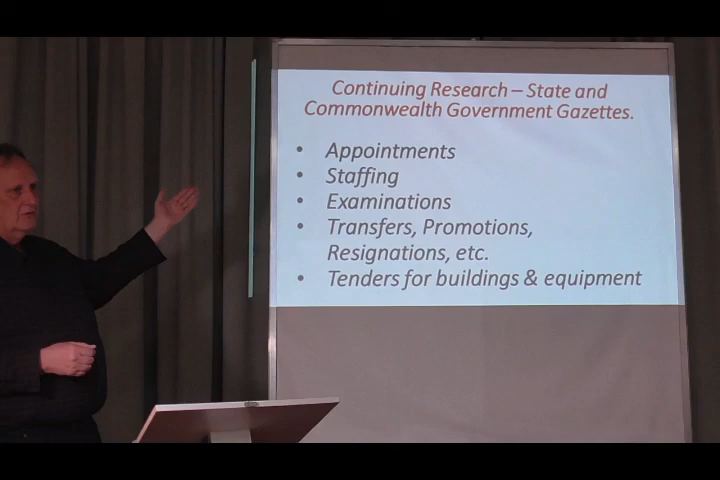 Continuing Research – State and
Commonwealth Government Gazettes.
• Appointments
• Staffing
• Examinations
• Transfers, Promotions,
Resignations, etc.
• Tenders for buildings & equipment